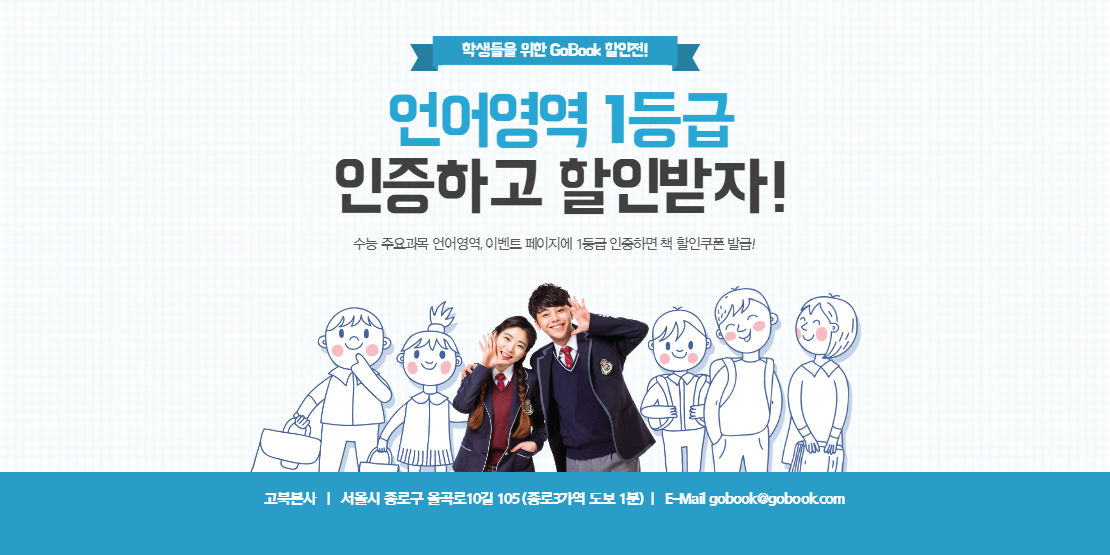 학생들을 위한 GoBook 할인전!
언어영역 1등급
인증하고 할인받자!
수능 주요과목 언어영역, 이벤트 페이지에 1등급 인증하면 책 할인쿠폰 발급!
고북본사 | 서울시 종로구 율곡로10길 105 (종로3가역 도보 1분) | E-Mail gobook@gobook.com